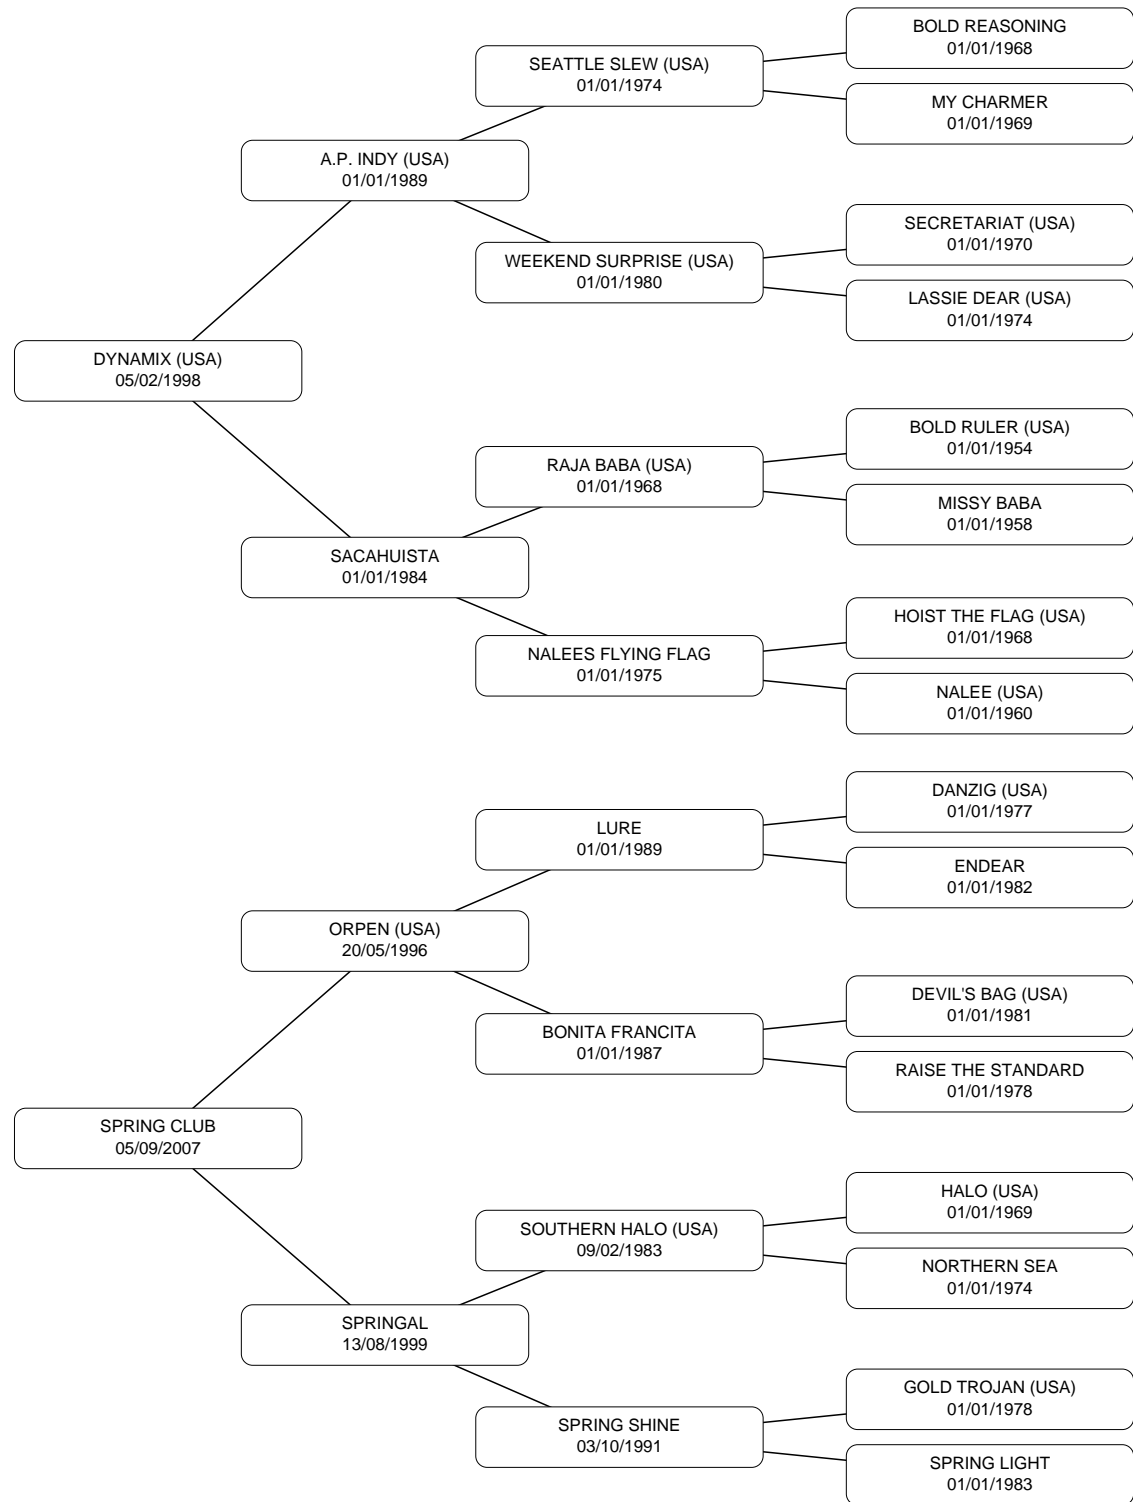 BOLD REASONING
01/01/1968
SEATTLE SLEW (USA)
01/01/1974
MY CHARMER
01/01/1969
A.P. INDY (USA)
01/01/1989
SECRETARIAT (USA)
01/01/1970
WEEKEND SURPRISE (USA)
01/01/1980
LASSIE DEAR (USA)
01/01/1974
DYNAMIX (USA)
05/02/1998
BOLD RULER (USA)
01/01/1954
RAJA BABA (USA)
01/01/1968
MISSY BABA
01/01/1958
SACAHUISTA
01/01/1984
HOIST THE FLAG (USA)
01/01/1968
NALEES FLYING FLAG
01/01/1975
NALEE (USA)
01/01/1960
DANZIG (USA)
01/01/1977
LURE
01/01/1989
ENDEAR
01/01/1982
ORPEN (USA)
20/05/1996
DEVIL'S BAG (USA)
01/01/1981
BONITA FRANCITA
01/01/1987
RAISE THE STANDARD
01/01/1978
SPRING CLUB
05/09/2007
HALO (USA)
01/01/1969
SOUTHERN HALO (USA)
09/02/1983
NORTHERN SEA
01/01/1974
SPRINGAL
13/08/1999
GOLD TROJAN (USA)
01/01/1978
SPRING SHINE
03/10/1991
SPRING LIGHT
01/01/1983